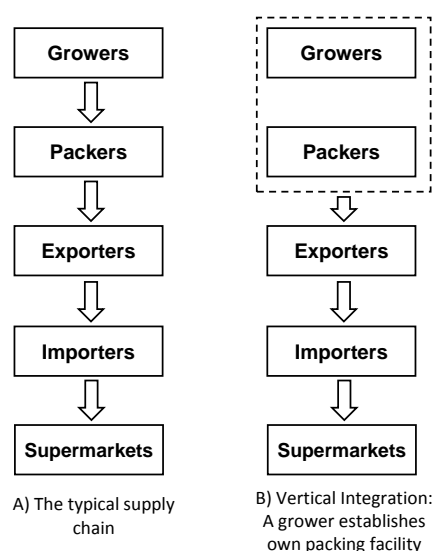 Growers
Packers
Exporters
Importers
Supermarkets
A) The typical supply
chain
Growers
Packers
Exporters
Importers
Supermarkets
B) Vertical Integration:
A grower establishes
own packing facility